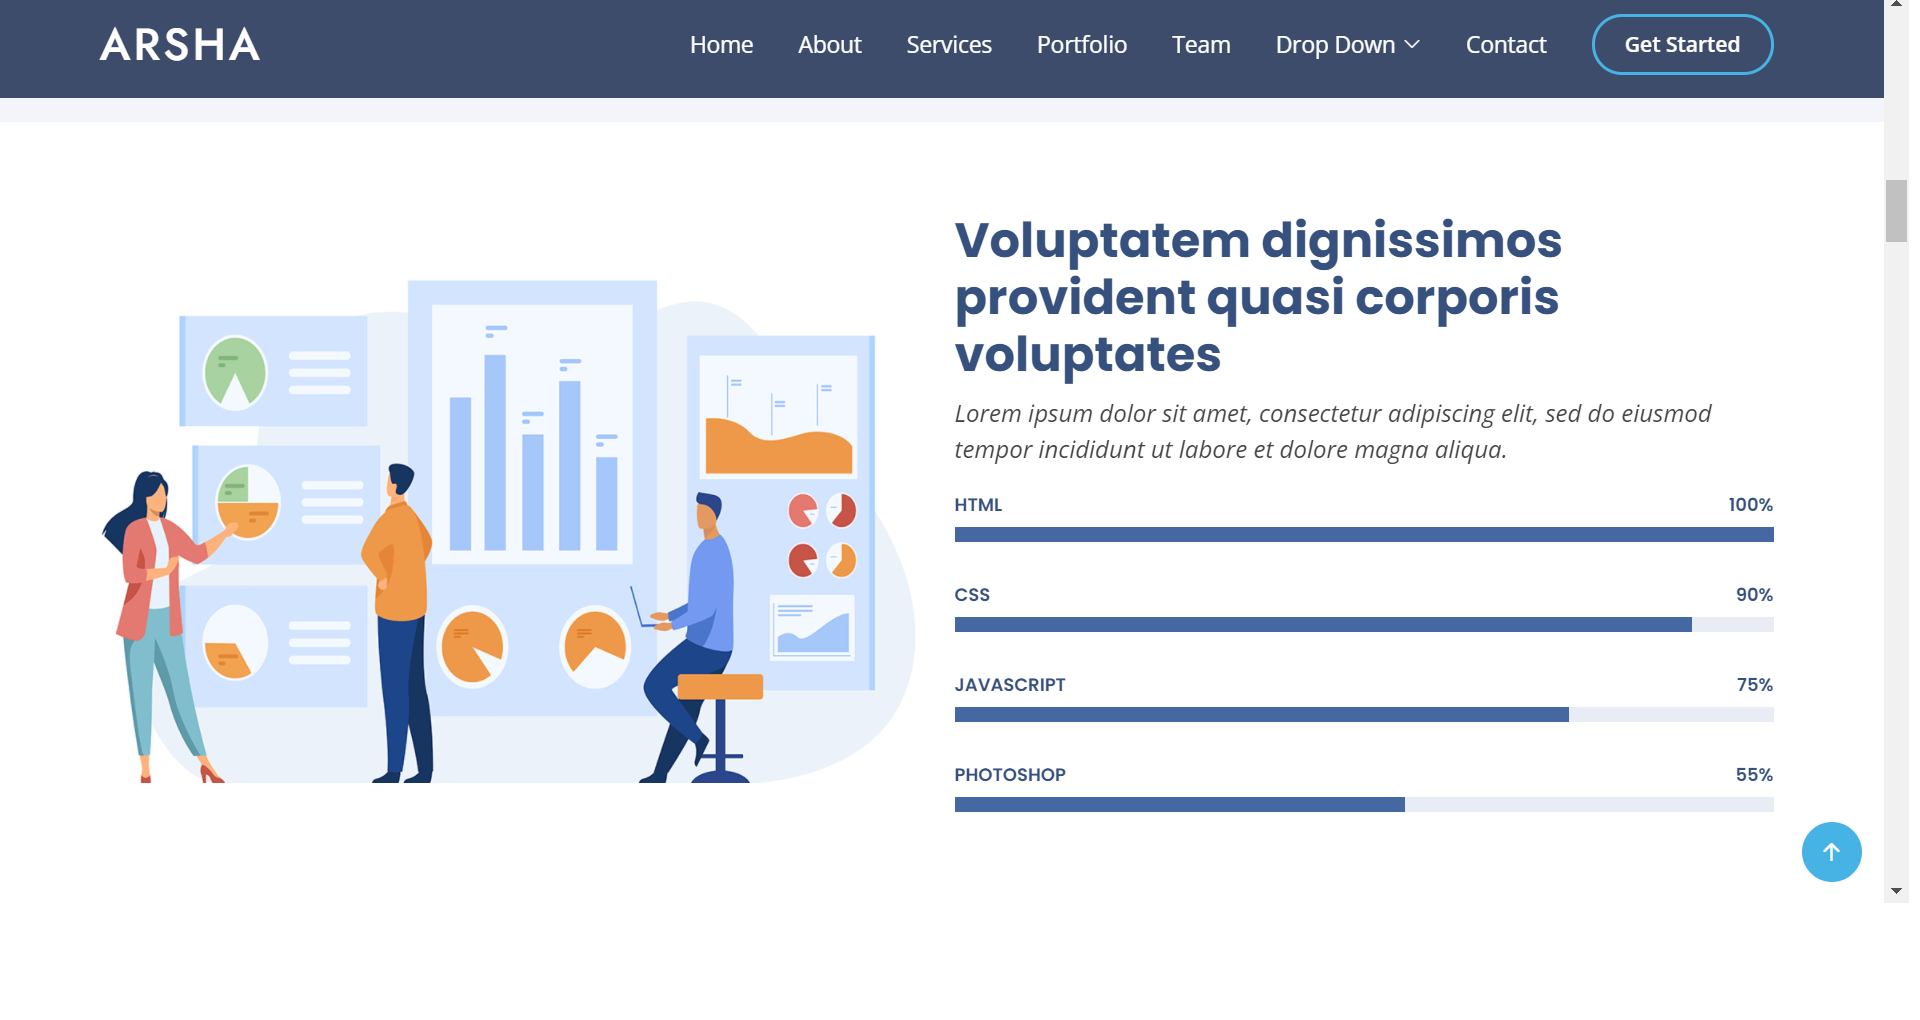 ARSHA
Home About Services Portfolio Team Drop Down Contact Get Started
Voluptatem dignissimos
provident quasi corporis
voluptates
Lorem ipsum dolor sit amet, consectetur adipiscing elit, sed do eiusmod
tempor incididunt ut labore et dolore magna aliqua.
HTML 100%
CSS 90%
JAVASCRIPT 75%
PHOTOSHOP 55%